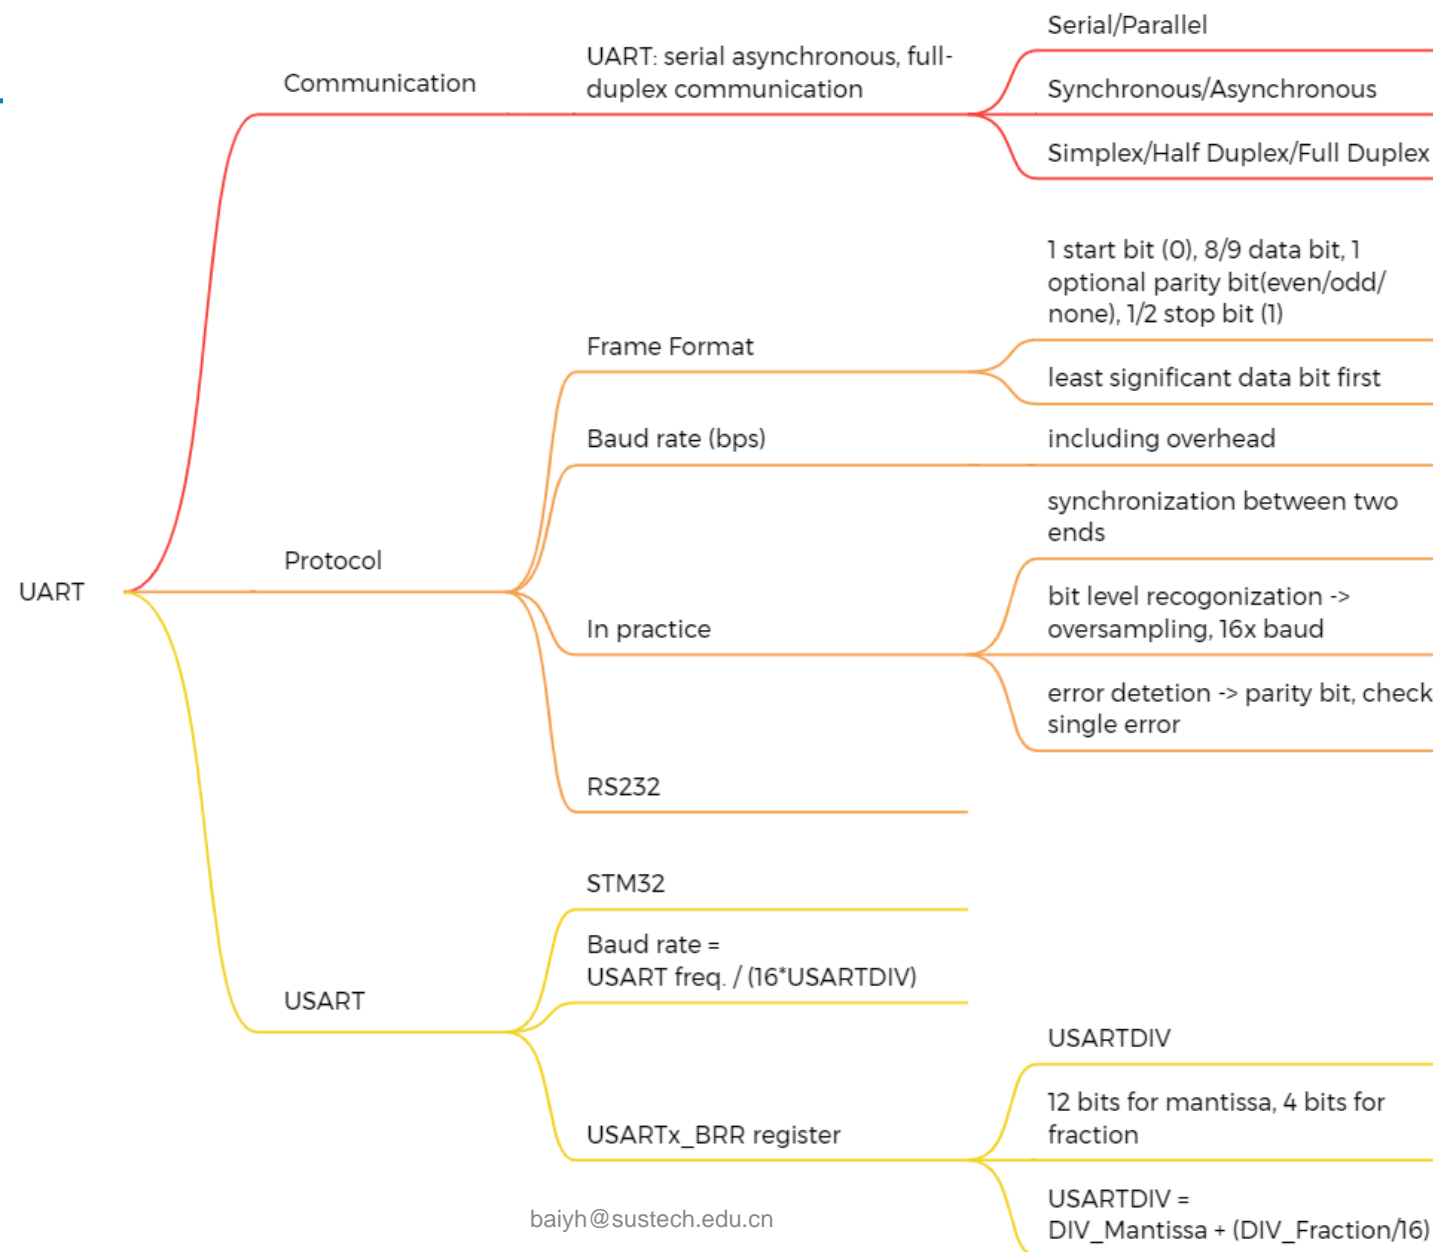 UART
Communication
UART: serial asynchronous, full-
duplex communication
Serial/Parallel
Synchronous/Asynchronous
Simplex/Half Duplex/Full Duplex
Protocol
Frame Format
1 start bit (0), 8/9 data bit, 1
optional parity bit(even/odd/
none), 1/2 stop bit (1)
least significant data bit first
Baud rate (bps)
including overhead
In practice
synchronization between two
ends
bit level recogonization ->
oversampling, 16x baud
error detetion -> parity bit, check
single error
RS232
USART
STM32
Baud rate =
USART freq. / (16*USARTDIV)
USARTx_BRR register
USARTDIV
12 bits for mantissa, 4 bits for
fraction
USARTDIV =
DIV_Mantissa + (DIV_Fraction/16)
baiyh@sustech.edu.cn